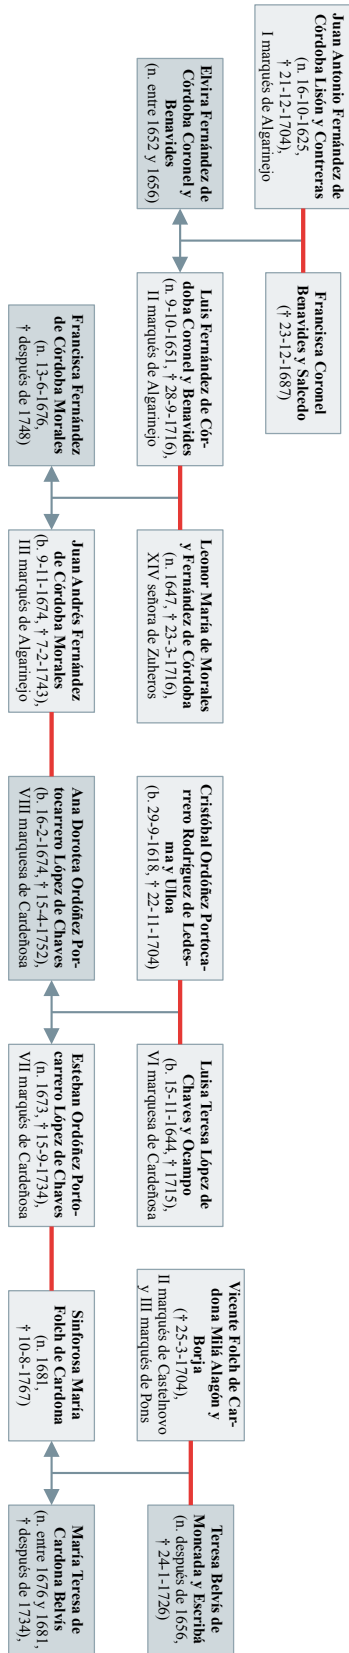 Juan Antonio Fernández de
Córdoba Lisón y Contreras
(n. 16-10-1625,
† 21-12-1704),
I marqués de Algarinejo
Francisca Coronel
Benavides y Salcedo
(† 23-12-1687)
Elvira Fernández de
Córdoba Coronel y
Benavides
(n. entre 1652 y 1656)
Luis Fernández de Cór-
doba Coronel y Benavides
(n. 9-10-1651, † 28-9-1716),
II marqués de Algarinejo
Leonor María de Morales
y Fernández de Córdoba
(n. 1647, † 23-3-1716),
XIV señora de Zuheros
Cristóbal Ordóñez Portoca-
rrero Rodríguez de Ledes-
ma y Ulloa
(b. 29-9-1618, † 22-11-1704)
Luisa Teresa López de
Chaves y Ocampo
(b. 15-11-1644, † 1715),
VI marquesa de Cardeñosa
Vicente Folch de Car-
dona Milá Alagón y
Borja
(† 25-3-1704),
II marqués de Castelnovo
y III marqués de Pons
Teresa Belvís de
Moncada y Escribá
(n. después de 1656,
† 24-1-1726)
Francisca Fernández
de Córdoba Morales
(n. 13-6-1676,
† después de 1748)
Juan Andrés Fernández
de Córdoba Morales
(b. 9-11-1674, † 7-2-1743),
III marqués de Algarinejo
Ana Dorotea Ordóñez Por-
tocarrero López de Chaves
(b. 16-2-1674, † 15-4-1752),
VIII marquesa de Cardeñosa
Esteban Ordóñez Porto-
carrero López de Chaves
(n. 1673, † 15-9-1734),
VII marqués de Cardeñosa
Sinforosa María
Folch de Cardona
(n. 1681,
† 10-8-1767)
María Teresa de
Cardona Belvís
(n. entre 1676 y 1681,
† después de 1734),